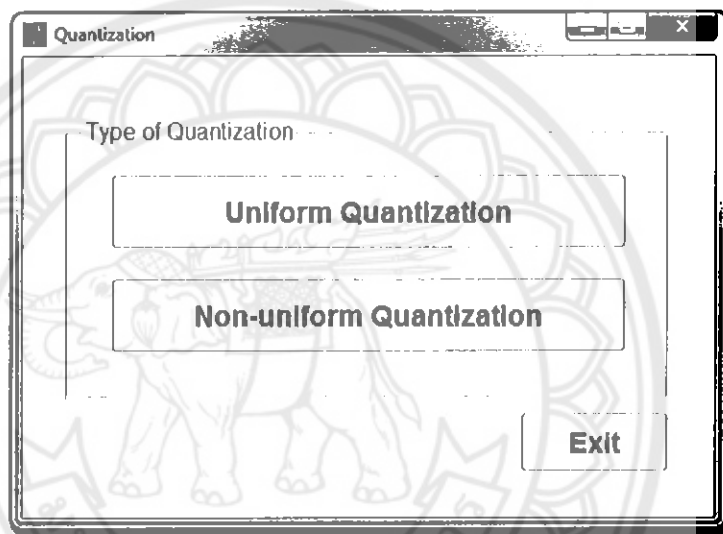 Quantization
Type of Quantization
Uniform Quantization
Non-uniform Quantization
Exit